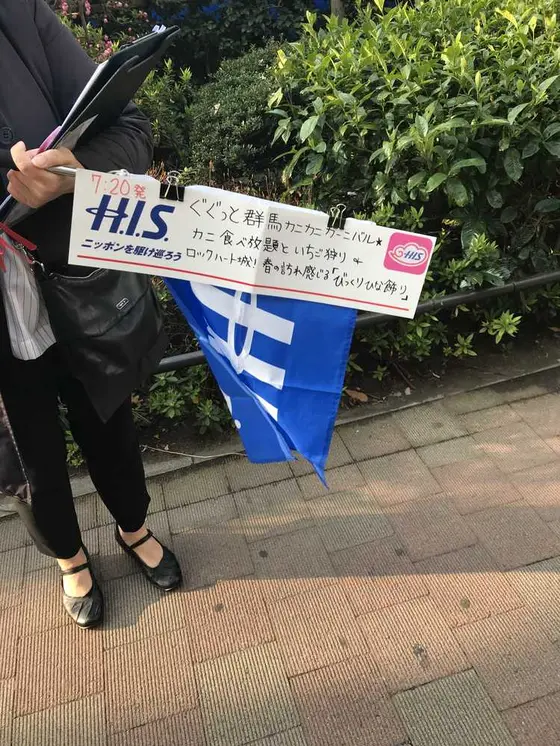 7:20発
H.I.S.
ニッポンを駆け巡ろう
ぐぐっと群馬カニカニカーニバル★
カニ食べ放題といちご狩り&
ロックハート城!春の訪れ感じる「びっくりひな飾り」
HIS